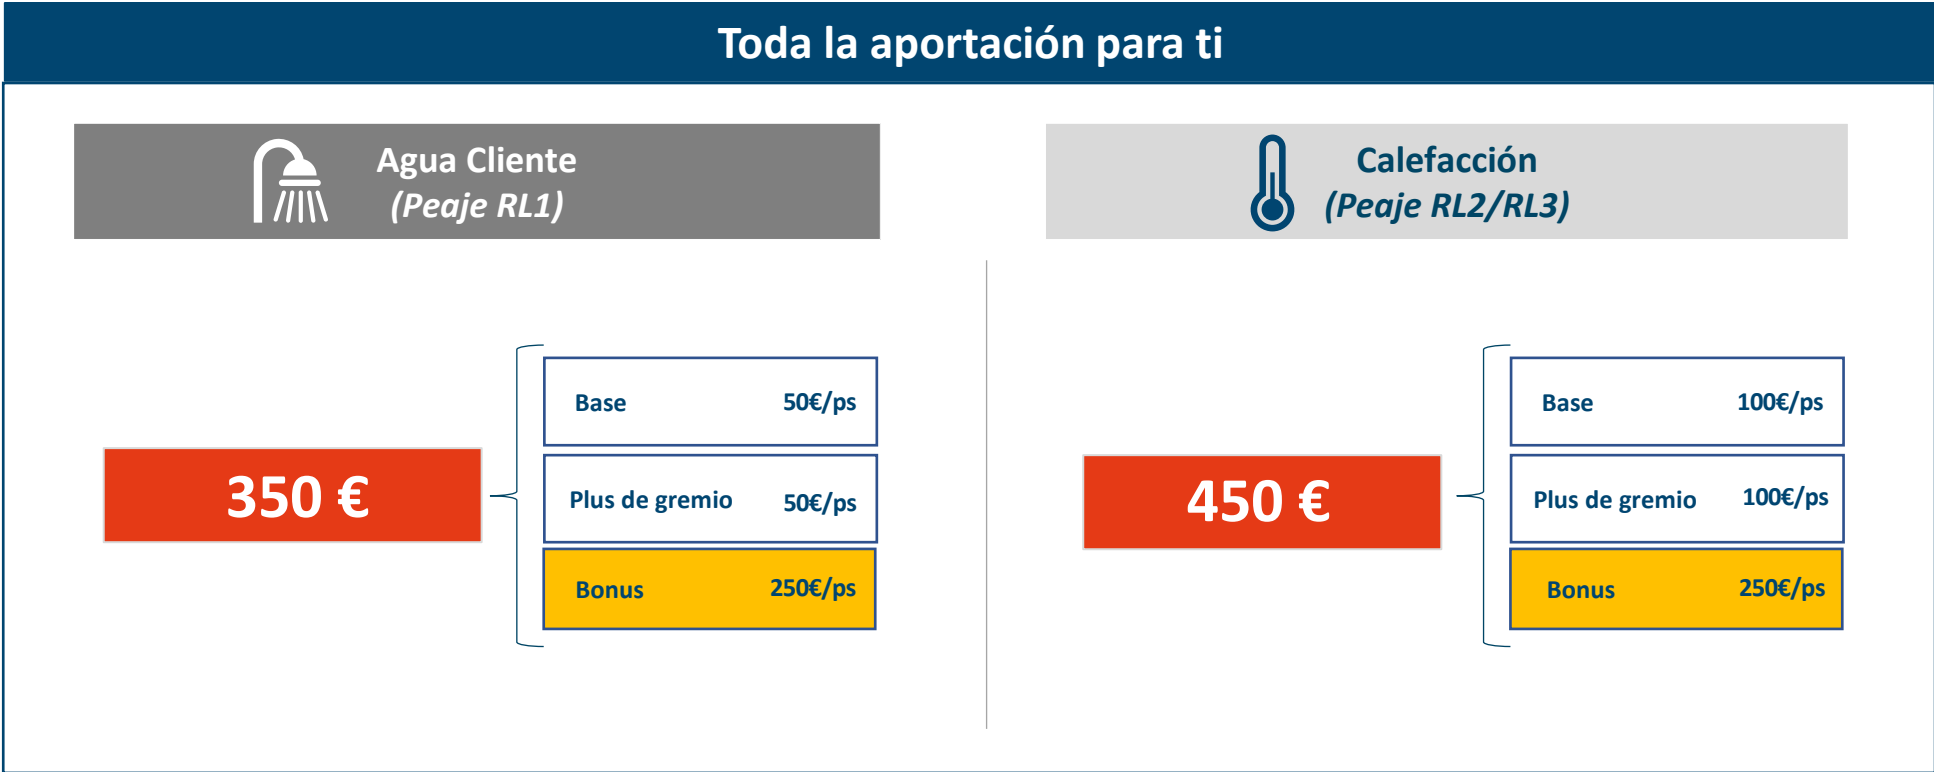 Toda la aportación para ti
Agua Cliente
(Peaje RL1)
350 €
Base 50€/ps
Plus de gremio 50€/ps
Bonus 250€/ps
Calefacción
(Peaje RL2/RL3)
450 €
Base 100€/ps
Plus de gremio 100€/ps
Bonus 250€/ps